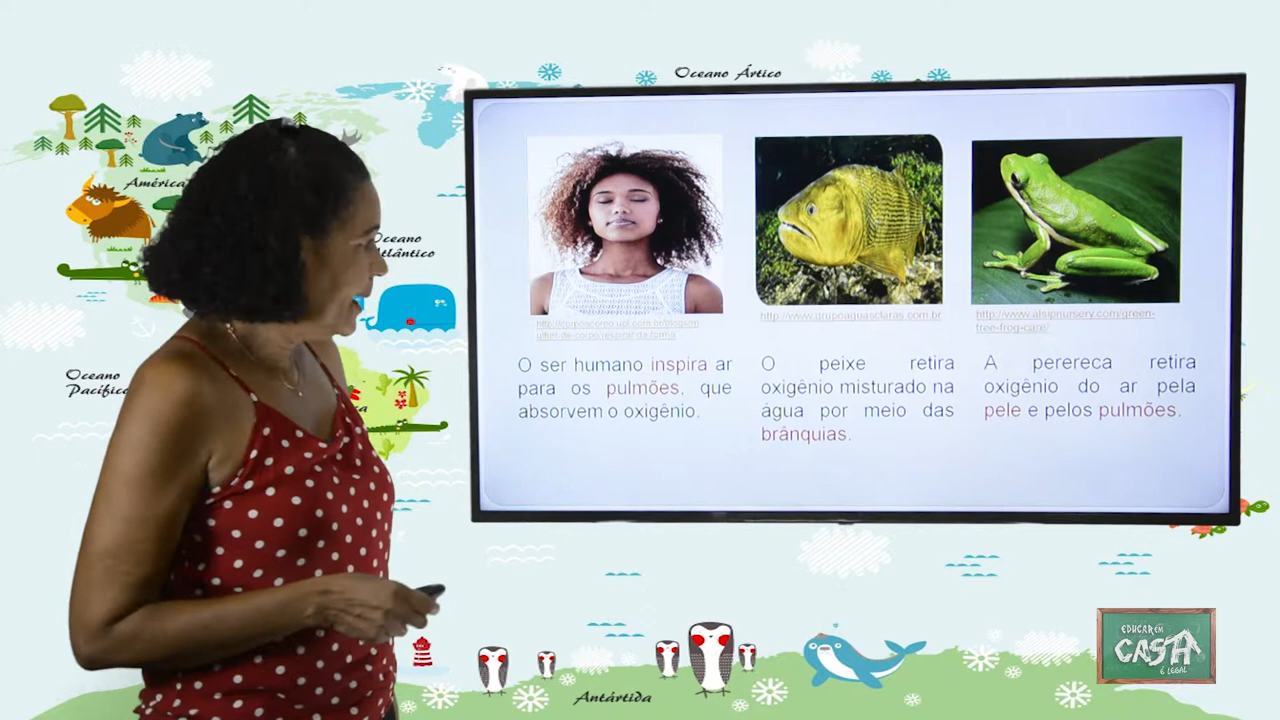 Oceano Ártico
América
Oceano
Atlântico
Oceano
Pacífico
http://www.grupoaguasclaras.com.br
http://www.alsipnursery.com/green-
tree-frog-care/
O ser humano inspira ar
para os pulmões, que
absorvem o oxigênio.
O peixe retira
oxigênio misturado na
água por meio das
brânquias.
A perereca retira
oxigênio do ar pela
pele e pelos pulmões.
EDUCAR EM
CASA
É LEGAL
Antártida